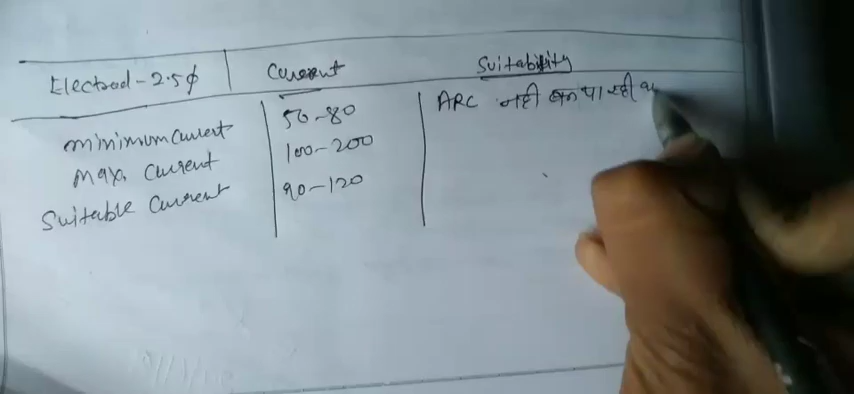 Electrod-2.5φ Current Suitability
minimum current 50-80 ARC नही बन पा रही
Max. Current 100-200
Suitable Current 90-120